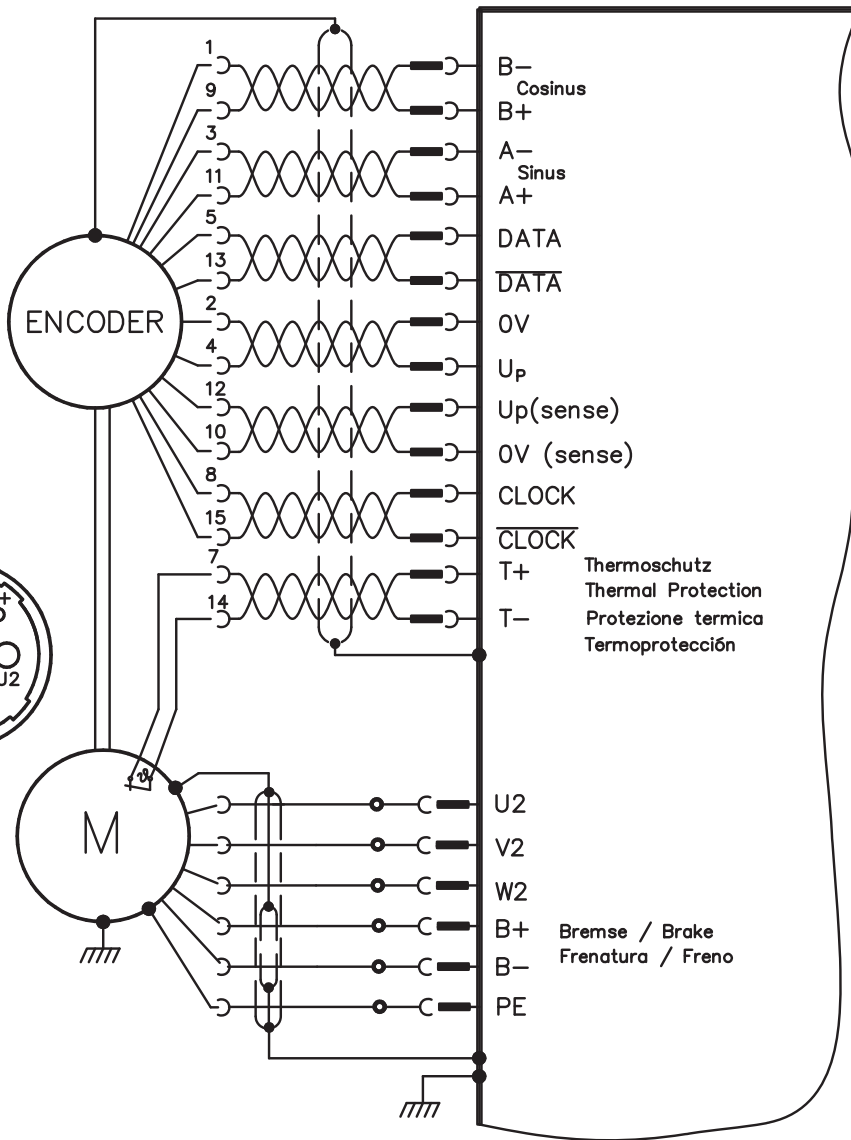 1
B−
Cosinus
9
B+
3
A−
Sinus
11
A+
5
DATA
13
DATA
ENCODER
2
0V
4
UP
12
Up(sense)
10
0V (sense)
8
CLOCK
15
CLOCK
7
T+
Thermoschutz
Thermal Protection
14
T−
Protezione termica
Termoprotección
+
U2
M
U2
V2
W2
B+
Bremse / Brake
B−
Frenatura / Freno
PE